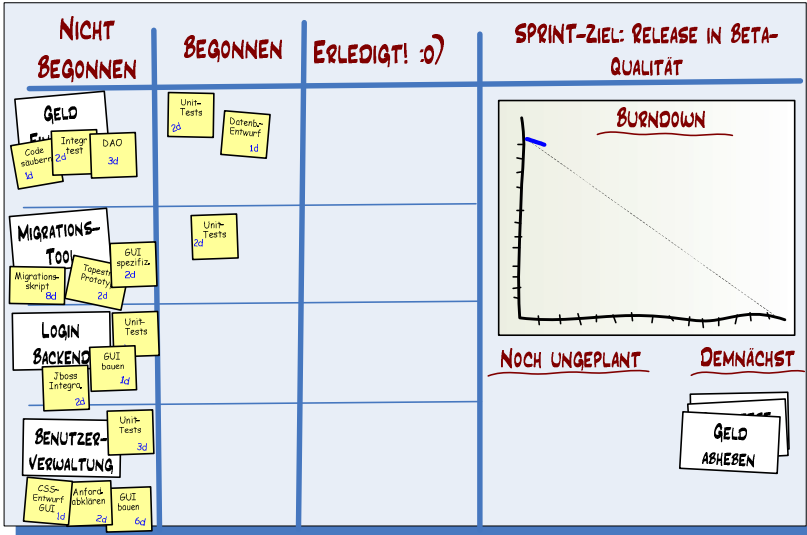 NICHT
BEGONNEN
BEGONNEN
ERLEDIGT! :o)
SPRINT-ZIEL: RELEASE IN BETA-
QUALITÄT
GELD
Code
säubern
1d
Integr.
test
2d
DAO
3d
Unit-
Tests
2d
Datenb.-
Entwurf
1d
MIGRATIONS-
TOOL
Migrations-
skript
8d
Tapestr
Prototy
2d
GUI
spezifiz.
2d
Unit-
Tests
2d
LOGIN
BACKEND
Unit-
Tests
GUI
bauen
1d
Jboss
Integra.
2d
BENUTZER-
VERWALTUNG
Unit-
Tests
3d
CSS-
Entwurf
GUI
1d
Anford.
abklären
2d
GUI
bauen
6d
BURNDOWN
NOCH UNGEPLANT
DEMNÄCHST
GELD
ABHEBEN